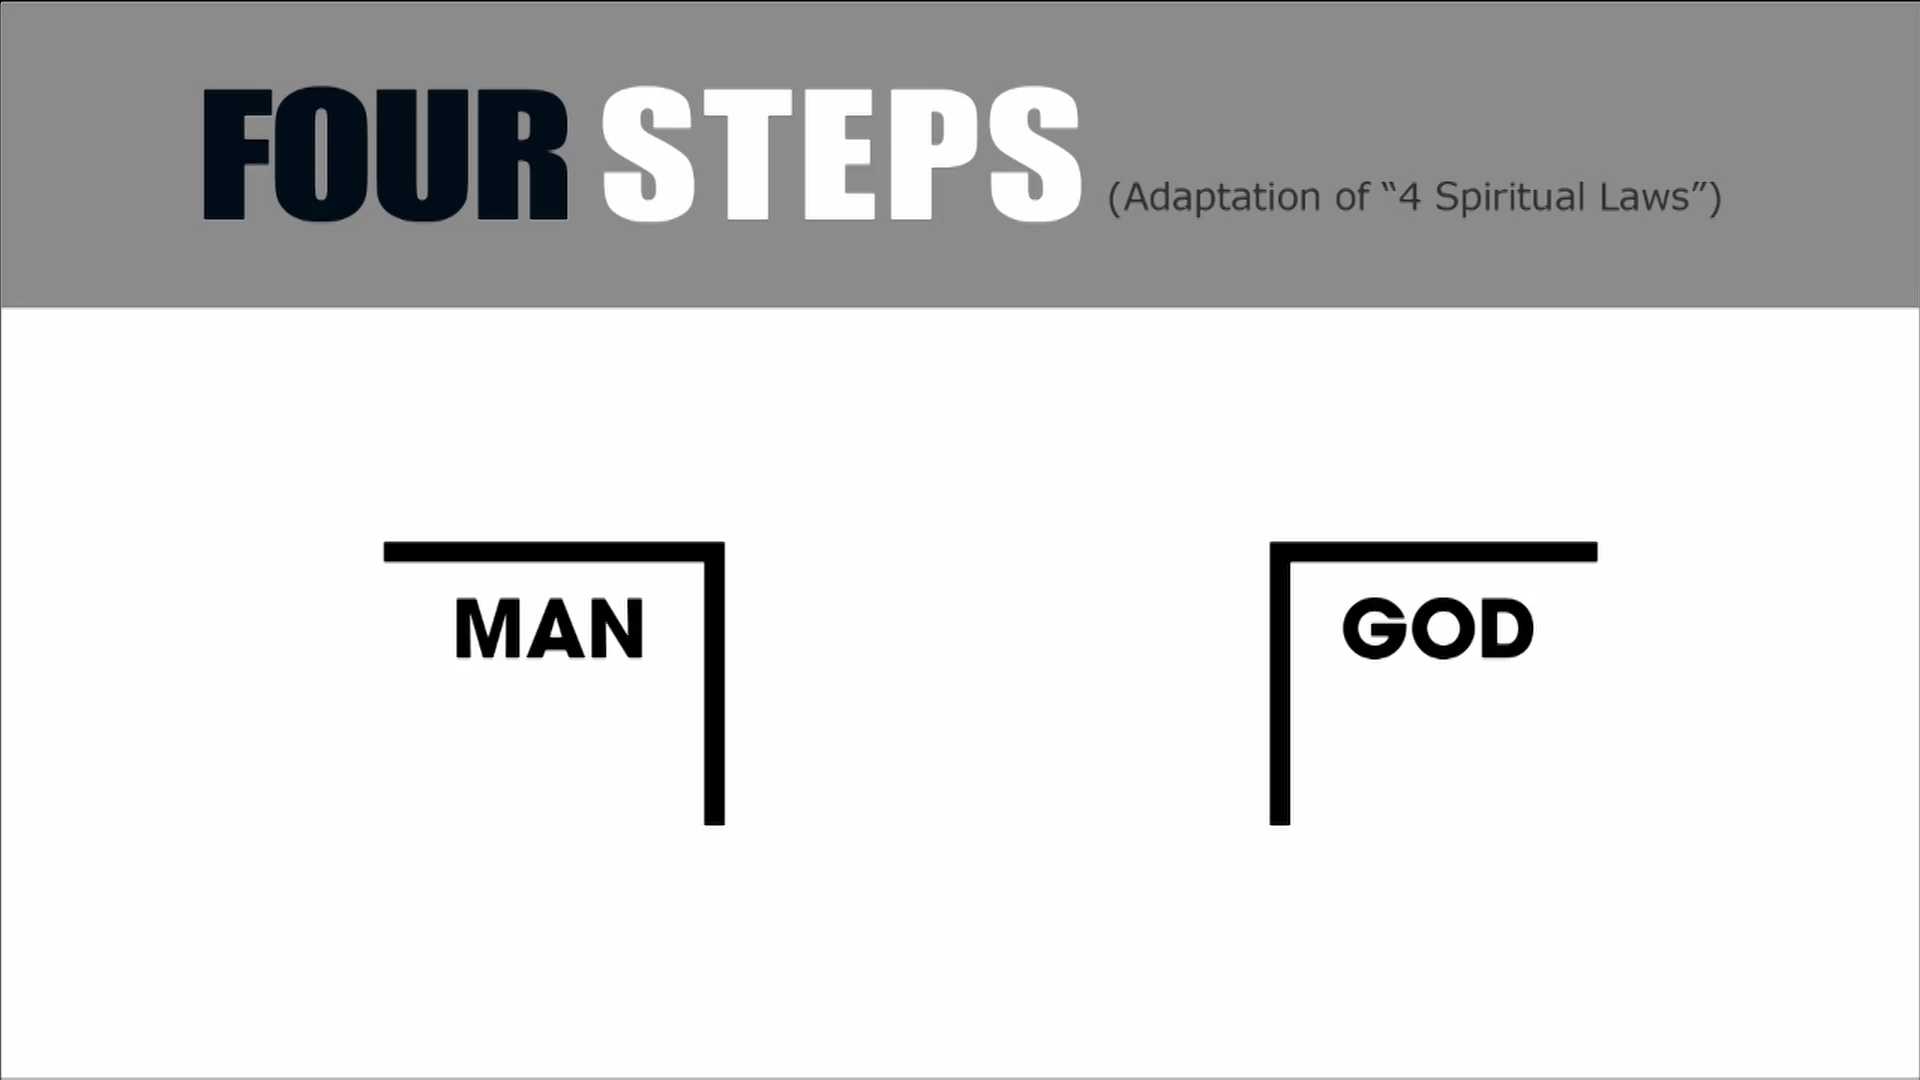 FOUR STEPS (Adaptation of “4 Spiritual Laws”)
MAN
GOD